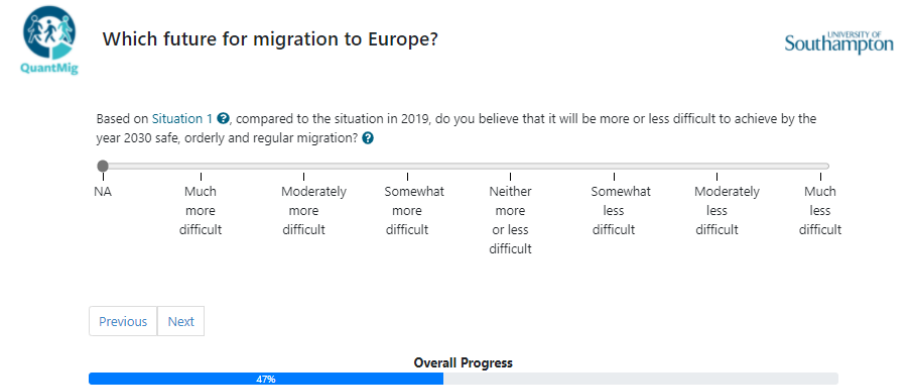 QuantMig
Which future for migration to Europe?
UNIVERSITY OF
Southampton
Based on Situation 1 ?, compared to the situation in 2019, do you believe that it will be more or less difficult to achieve by the
year 2030 safe, orderly and regular migration? ?
NA
Much
more
difficult
Moderately
more
difficult
Somewhat
more
difficult
Neither
more
or less
difficult
Somewhat
less
difficult
Moderately
less
difficult
Much
less
difficult
Previous
Next
Overall Progress
47%